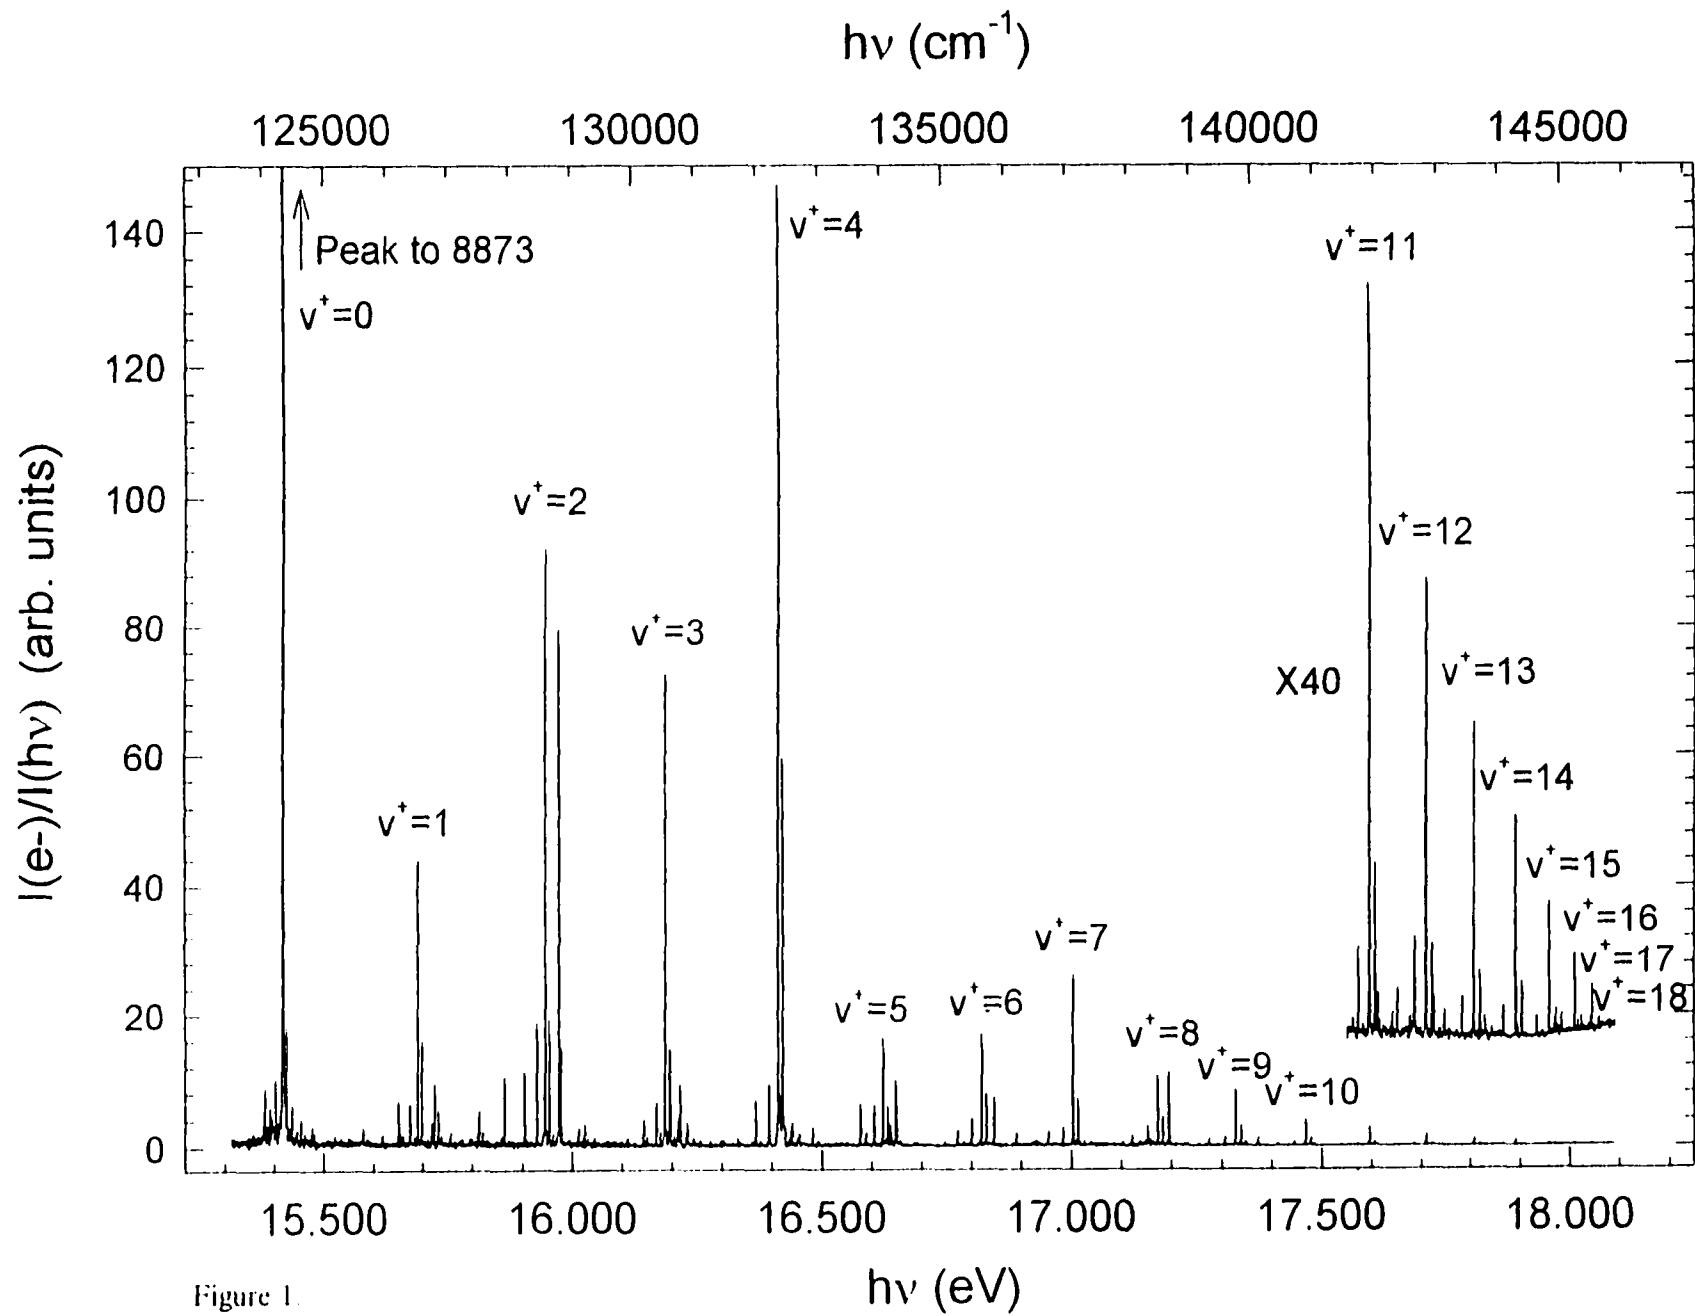 hν (cm⁻¹)
125000 130000 135000 140000 145000
I(e-)/I(hν) (arb. units)
140
120
100
80
60
40
20
0
Peak to 8873
v⁺=0
v⁺=1
v⁺=2
v⁺=3
v⁺=4
v⁺=5
v⁺=6
v⁺=7
v⁺=8
v⁺=9
v⁺=10
X40
v⁺=11
v⁺=12
v⁺=13
v⁺=14
v⁺=15
v⁺=16
v⁺=17
v⁺=18
15.500 16.000 16.500 17.000 17.500 18.000
hν (eV)
Figure 1.